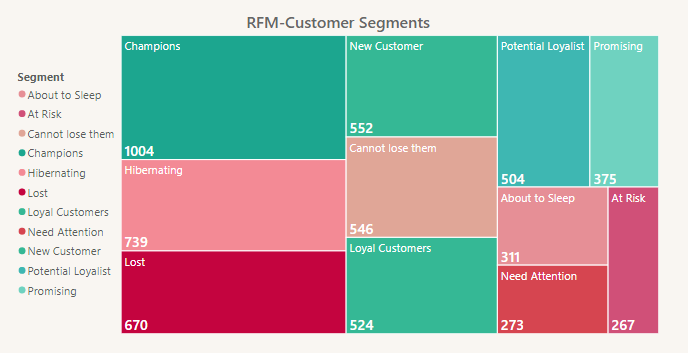 RFM-Customer Segments
Segment
About to Sleep
At Risk
Cannot lose them
Champions
Hibernating
Lost
Loyal Customers
Need Attention
New Customer
Potential Loyalist
Promising
Champions
1004
Hibernating
739
Lost
670
New Customer
552
Cannot lose them
546
Loyal Customers
524
Potential Loyalist
504
Promising
375
About to Sleep
311
Need Attention
273
At Risk
267